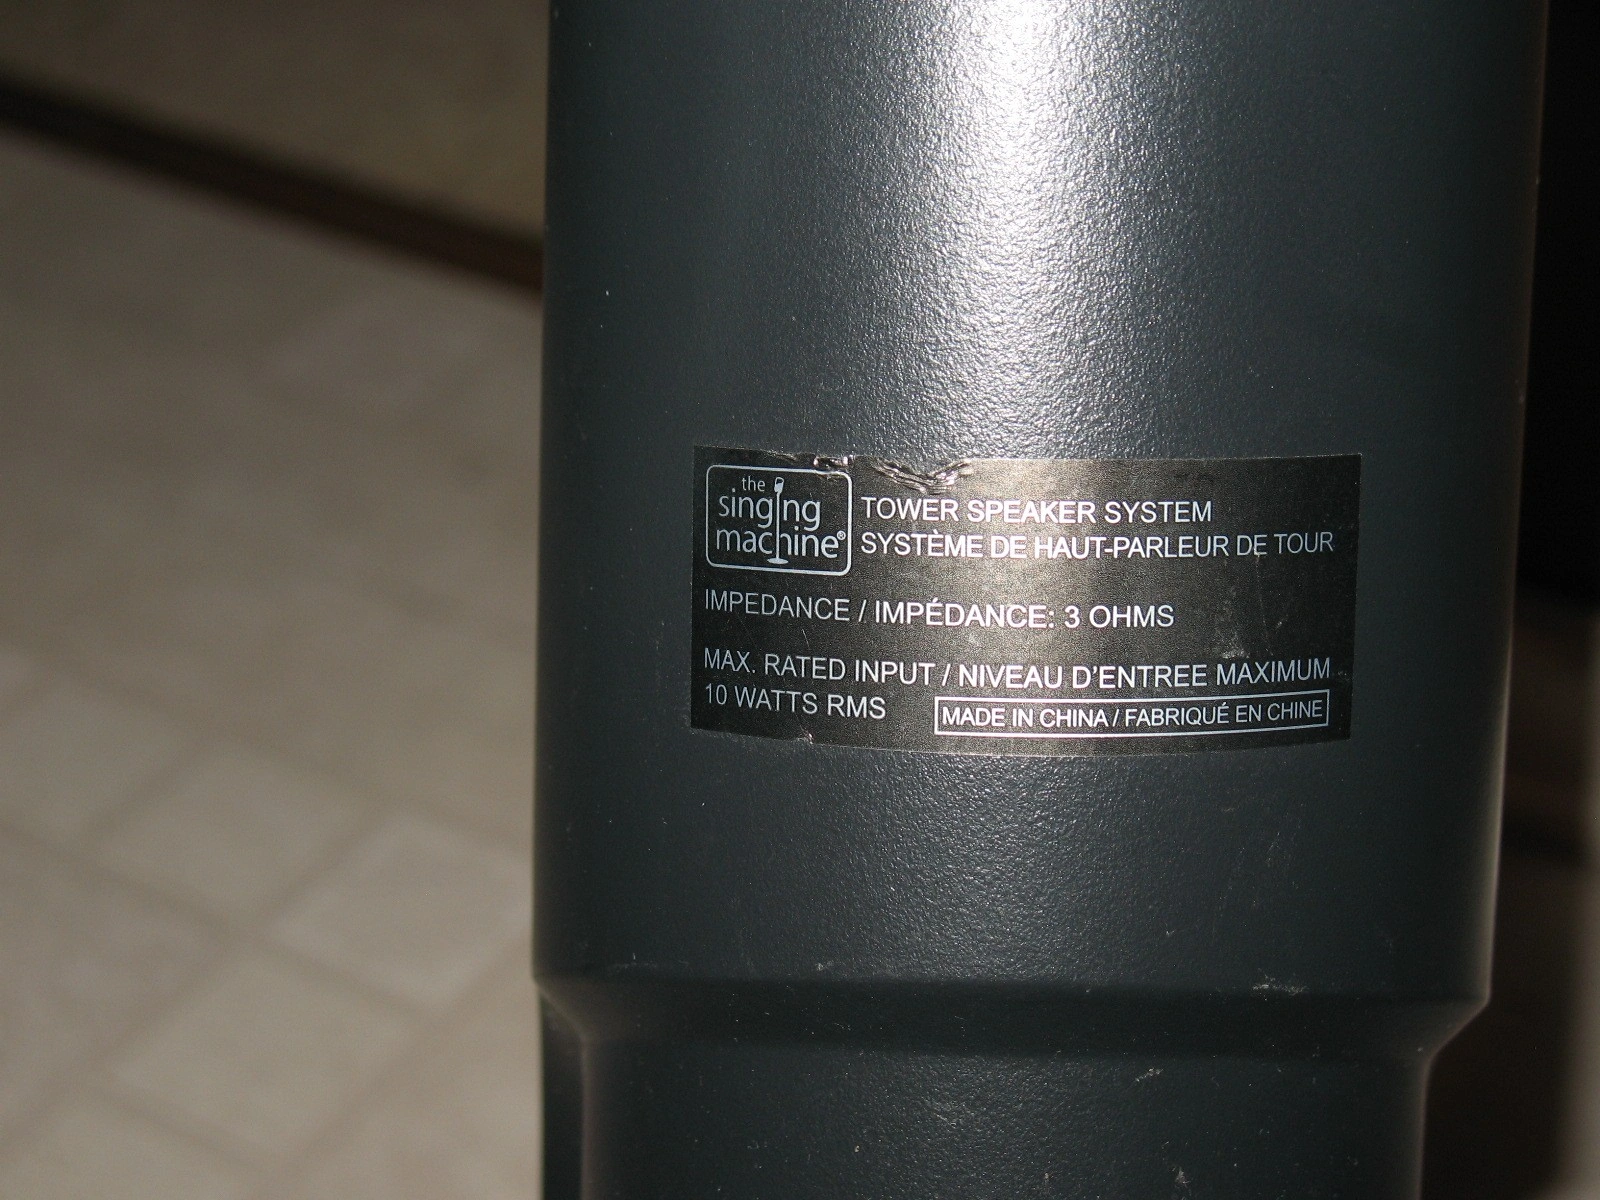 the
singing
machine®
TOWER SPEAKER SYSTEM
SYSTÈME DE HAUT-PARLEUR DE TOUR
IMPEDANCE / IMPÉDANCE: 3 OHMS
MAX. RATED INPUT / NIVEAU D'ENTREE MAXIMUM
10 WATTS RMS
MADE IN CHINA / FABRIQUÉ EN CHINE